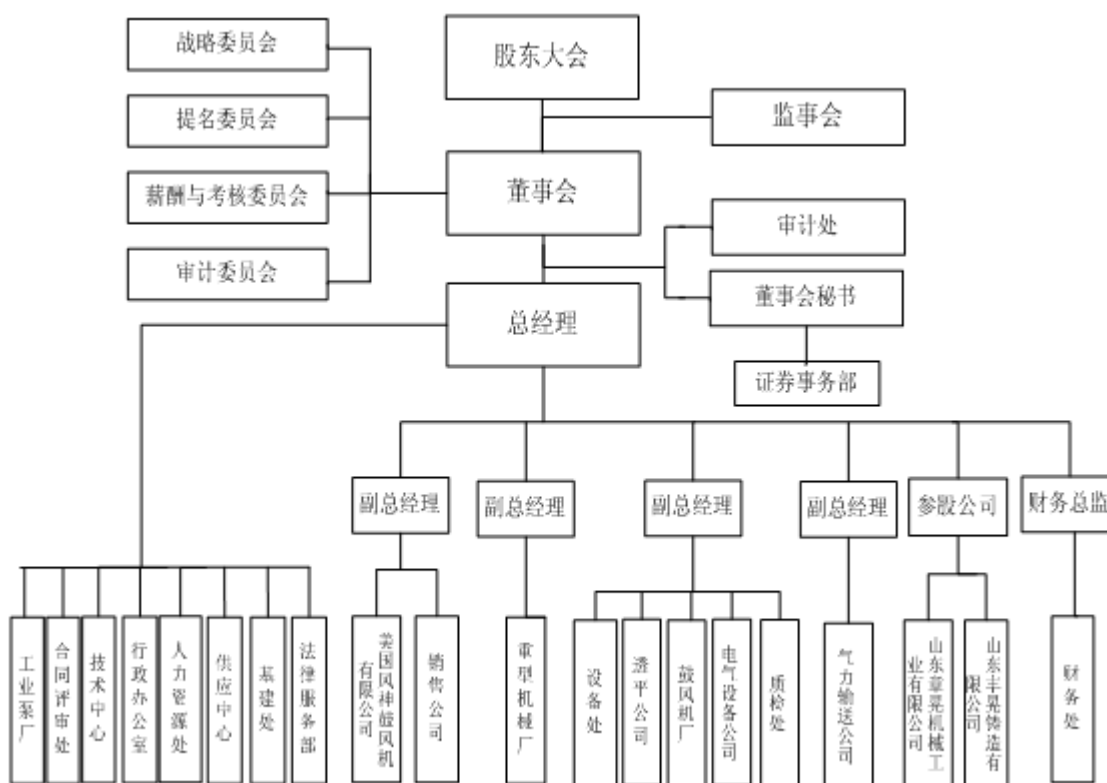 战略委员会
股东大会
提名委员会
监事会
董事会
薪酬与考核委员会
审计处
审计委员会
董事会秘书
总经理
证券事务部
副总经理
副总经理
副总经理
副总经理
参股公司
财务总监
工业泵厂
合同评审处
技术中心
行政办公室
人力资源处
供应中心
基建处
法律服务部
美国风神鼓风机
有限公司
销售公司
重型机械厂
设备处
透平公司
鼓风机厂
电气设备公司
质检处
气力输送公司
山东章晃机械工
业有限公司
山东丰晃铸造有
限公司
财务处